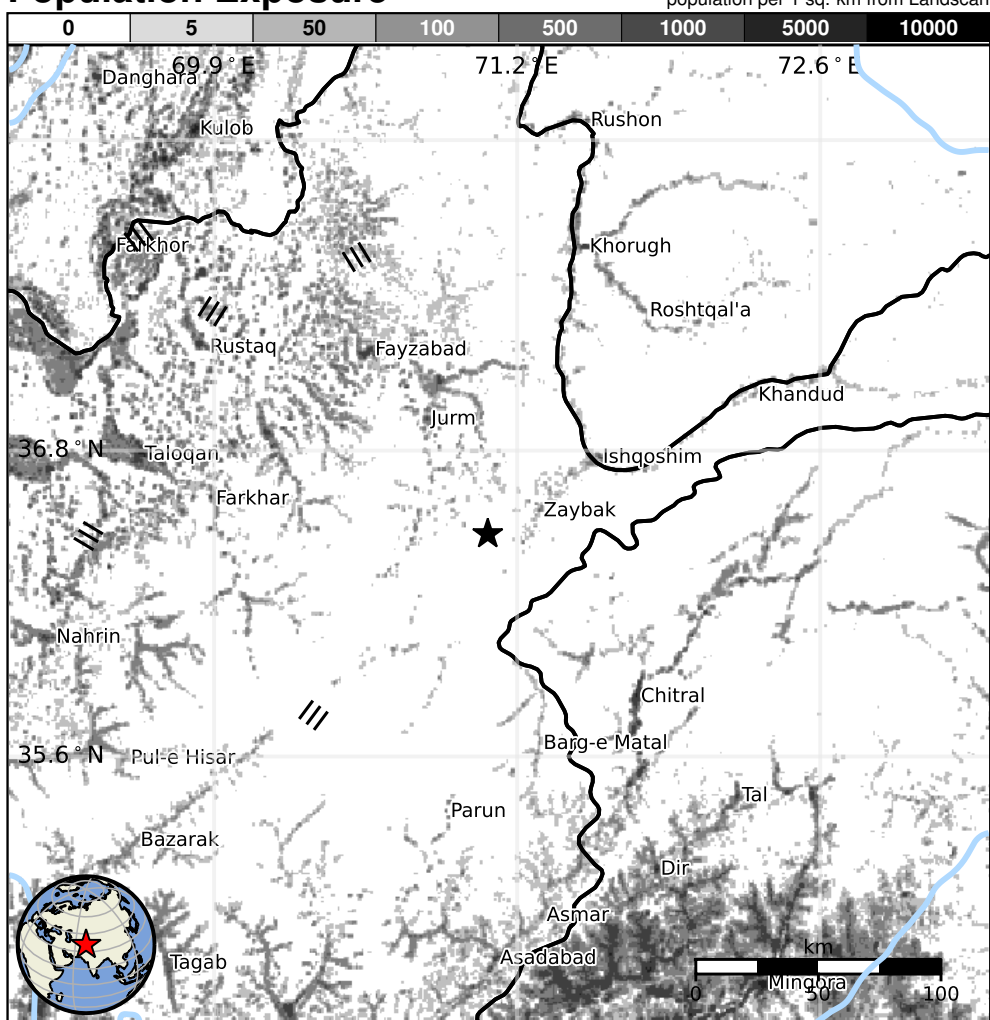 Population Exposure
population per 1 sq. km from Landscan
0 5 50 100 500 1000 5000 10000
69.9°E 71.2°E 72.6°E
Danghara
Rushon
Kulob
Farkhor
Khorugh
Roshtqal'a
Rustaq
Fayzabad
Khandud
Jurm
36.8°N
Taloqan
Ishqoshim
Farkhar
Zaybak
Nahrin
Chitral
Barg-e Matal
35.6°N
Pul-e Hisar
Tal
Parun
Bazarak
Dir
Asmar
Asadabad
Tagab
km
Mingora
0 50 100